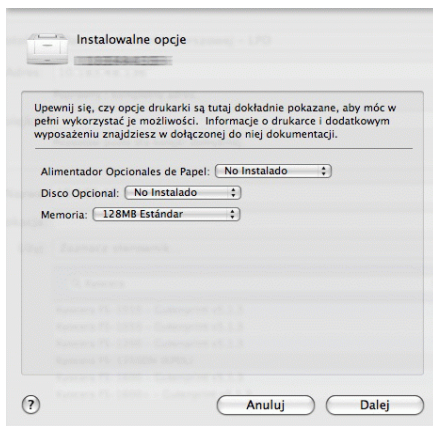 Instalowalne opcje
Upewnij się, czy opcje drukarki są tutaj dokładnie pokazane, aby móc w
pełni wykorzystać je możliwości. Informacje o drukarce i dodatkowym
wyposażeniu znajdziesz w dołączonej do niej dokumentacji.
Alimentador Opcionales de Papel: No Instalado
Disco Opcional: No Instalado
Memoria: 128MB Estándar
? Anuluj Dalej